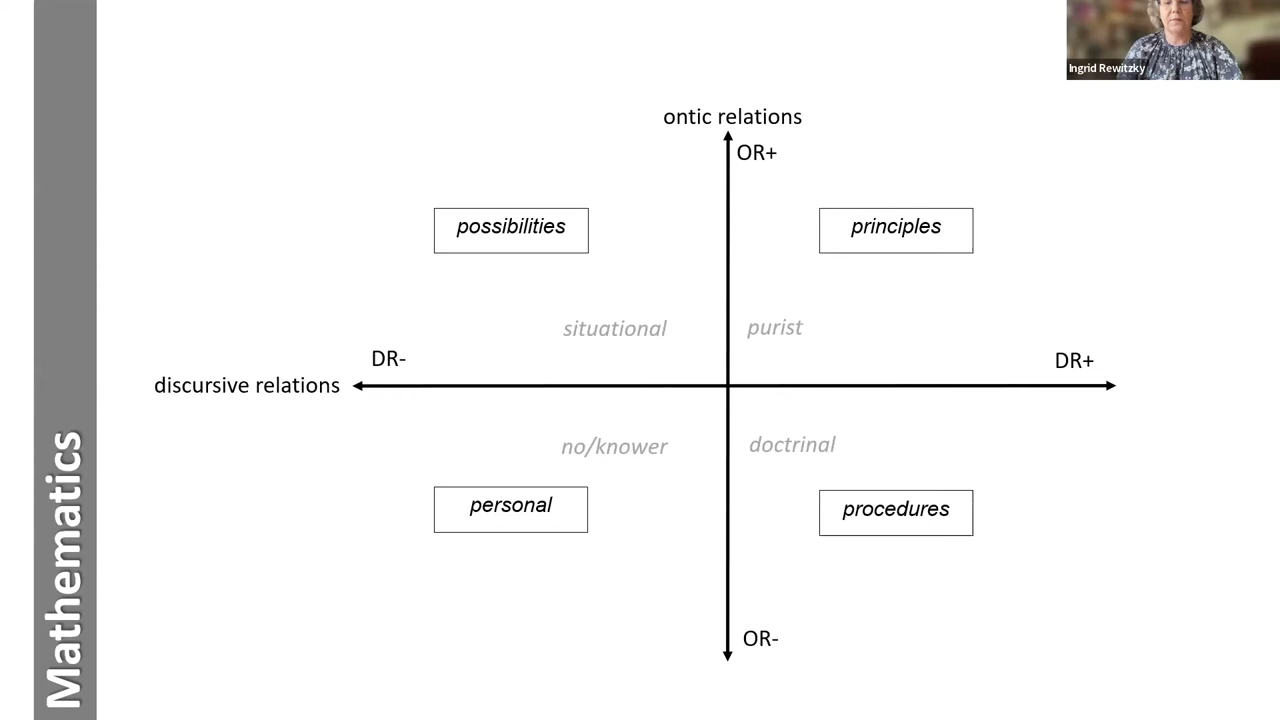 Ingrid Rewitzky
ontic relations
OR+
possibilities
principles
situational
purist
DR-
DR+
discursive relations
no/knower
doctrinal
personal
procedures
OR-
Mathematics